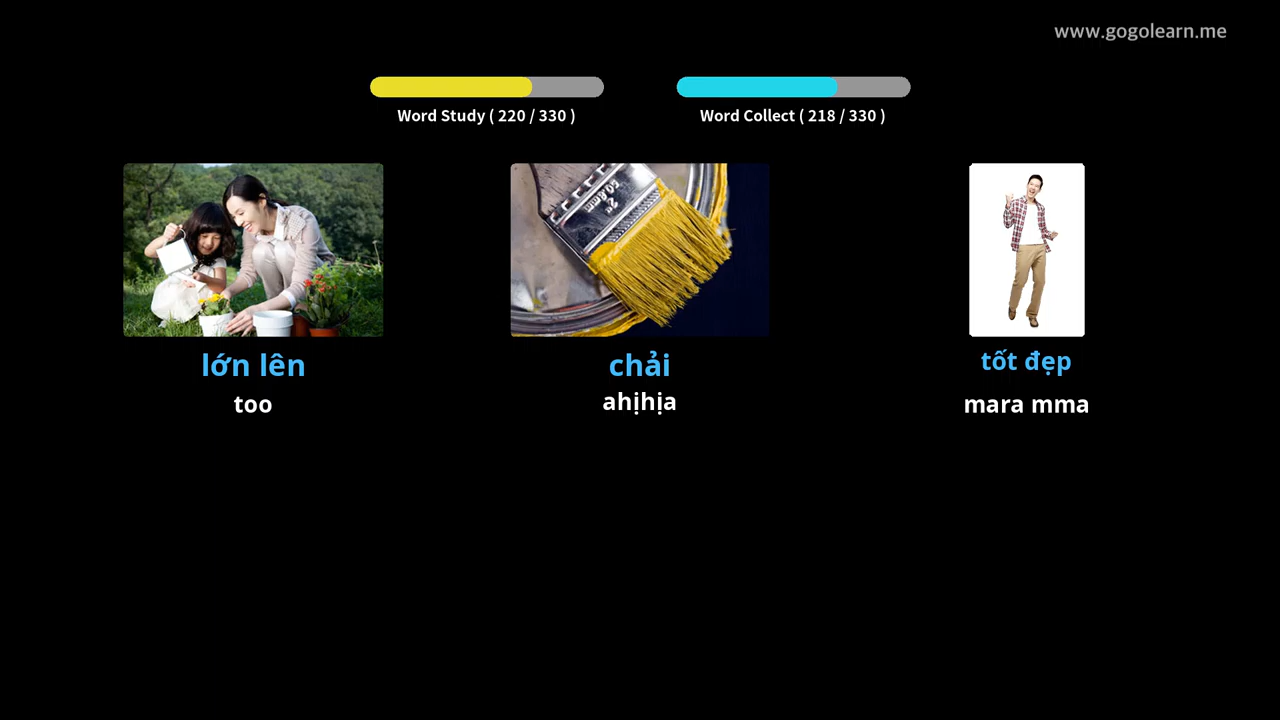 www.gogolearn.me
Word Study ( 220 / 330 )
Word Collect ( 218 / 330 )
lớn lên
too
chải
ahịhịa
tốt đẹp
mara mma